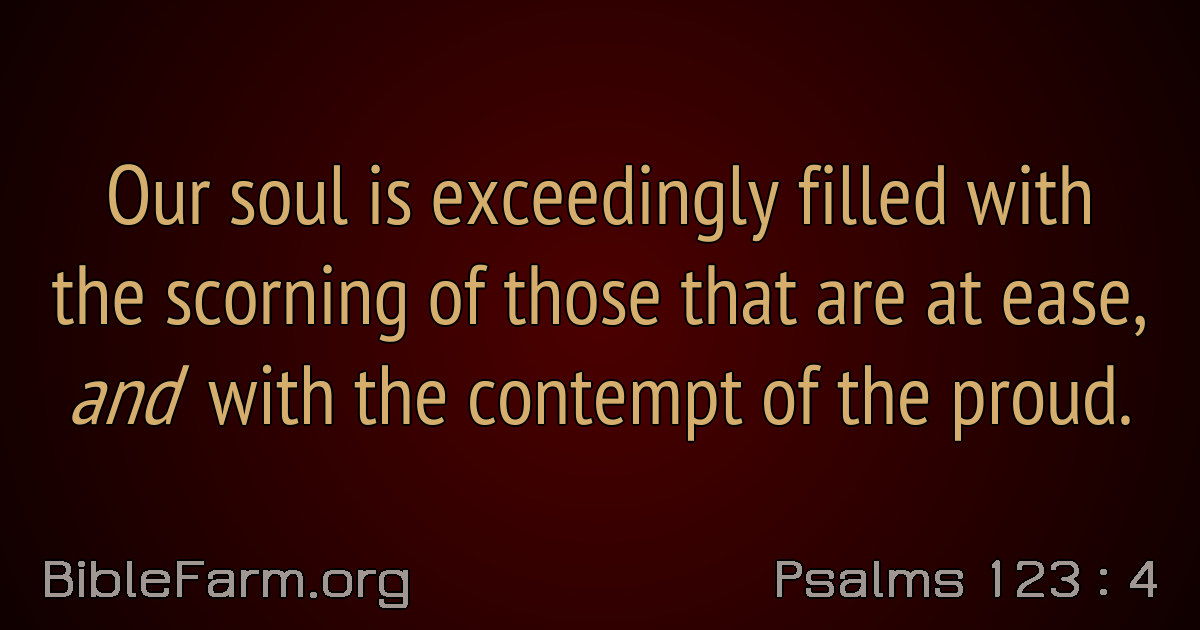 Our soul is exceedingly filled with
the scorning of those that are at ease,
and with the contempt of the proud.
BibleFarm.org
Psalms 123 : 4